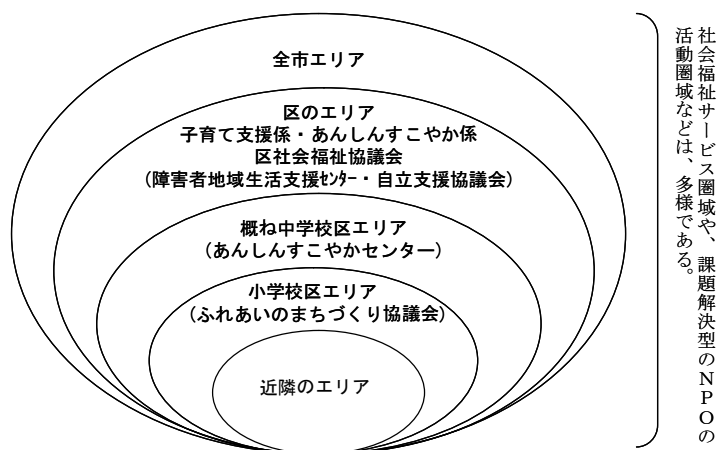 全市エリア
区のエリア
子育て支援係・あんしんすこやか係
区社会福祉協議会
(障害者地域生活支援ｾﾝﾀｰ・自立支援協議会)
概ね中学校区エリア
(あんしんすこやかセンター)
小学校区エリア
(ふれあいのまちづくり協議会)
近隣のエリア
社会福祉サービス圏域や、課題解決型のＮＰＯの
活動圏域などは、多様である。